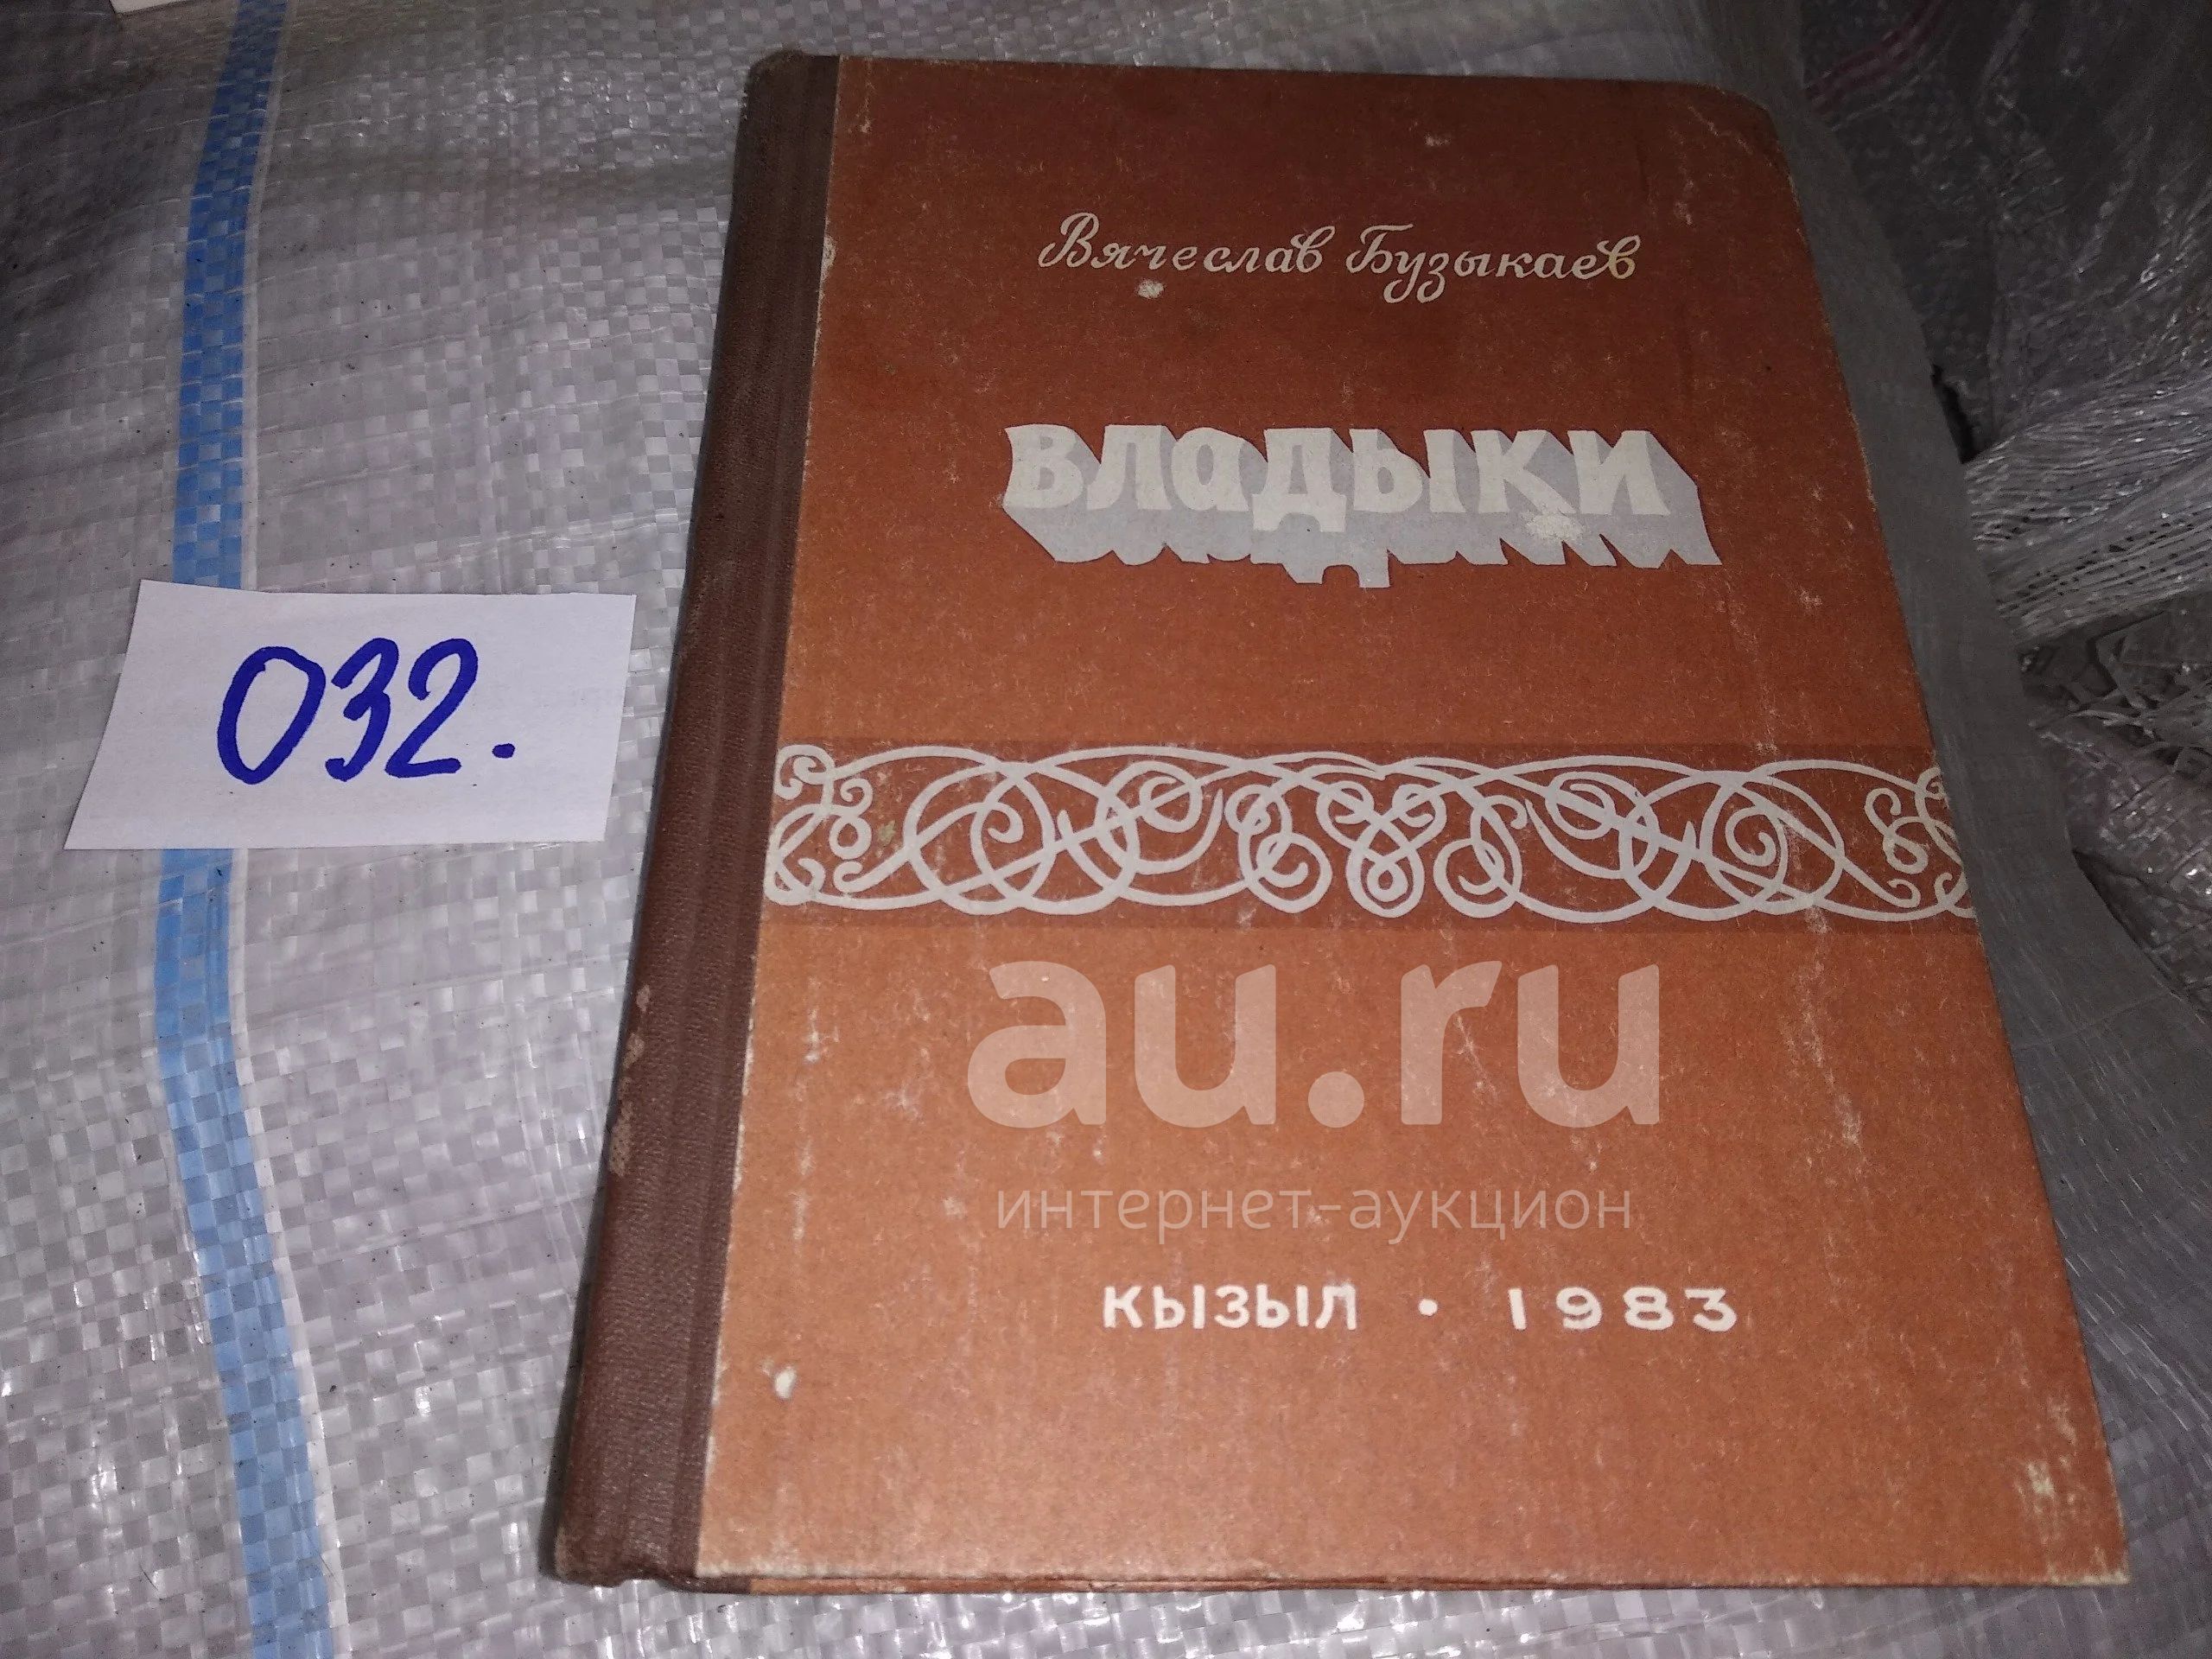 Вячеслав Бузыкаев
ВЛАДЫКИ
032.
au.ru
интернет-аукцион
КЫЗЫЛ • 1983